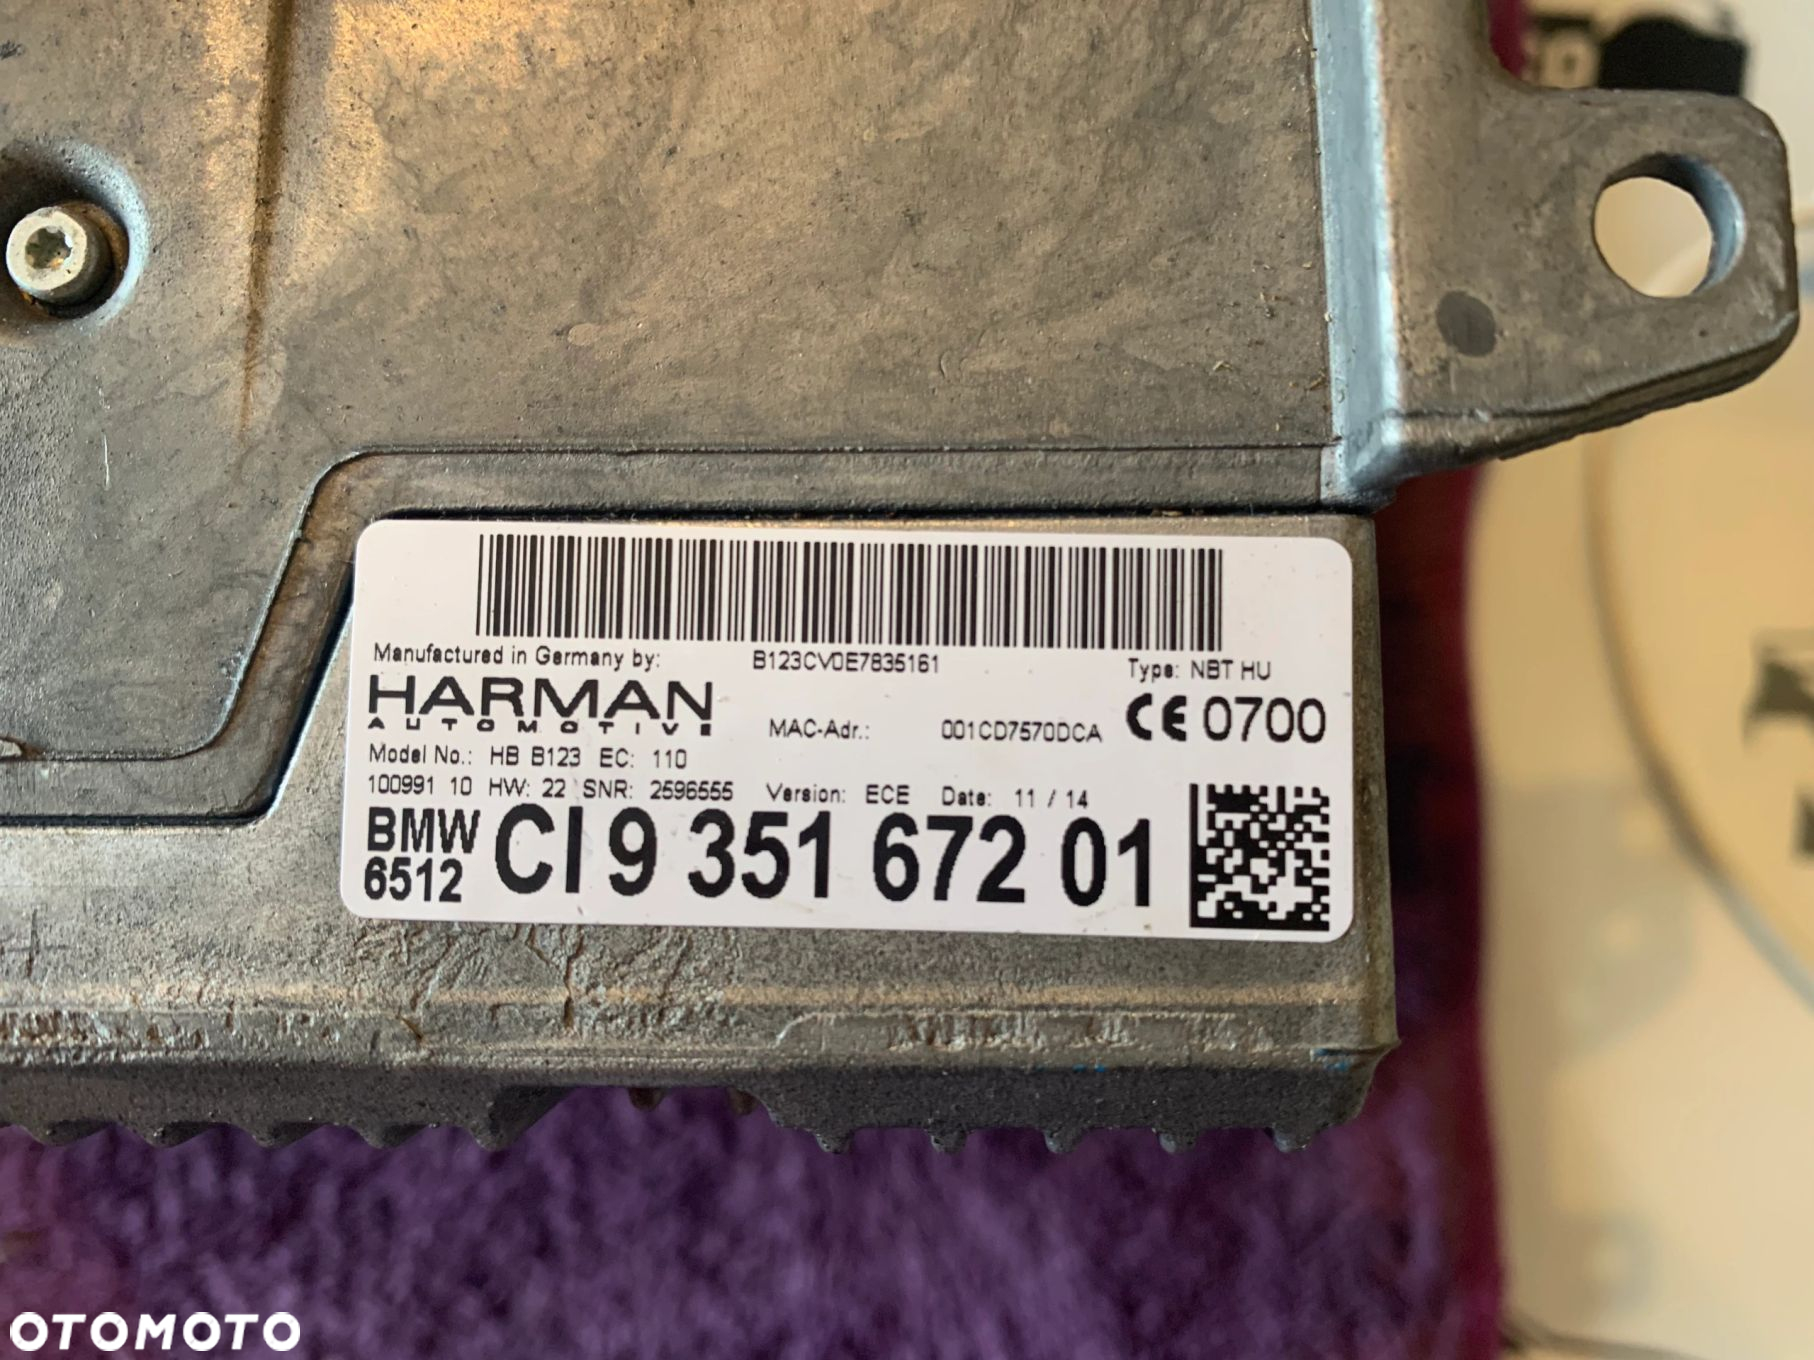 Manufactured in Germany by:
B123CV0E7835161
Type: NBT HU
HARMAN
AUTOMOTIVE
MAC-Adr.: 001CD7570DCA
CE 0700
Model No.: HB B123 EC: 110
100991 10 HW: 22 SNR: 2596555 Version: ECE Date: 11 / 14
BMW
6512
CI 9 351 672 01
OTOMOTO